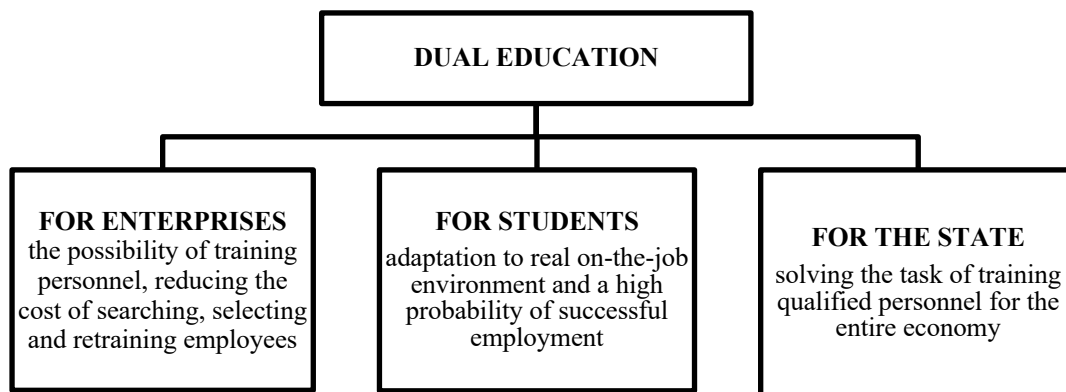 DUAL EDUCATION
FOR ENTERPRISES
the possibility of training
personnel, reducing the
cost of searching, selecting
and retraining employees
FOR STUDENTS
adaptation to real on-the-job
environment and a high
probability of successful
employment
FOR THE STATE
solving the task of training
qualified personnel for the
entire economy